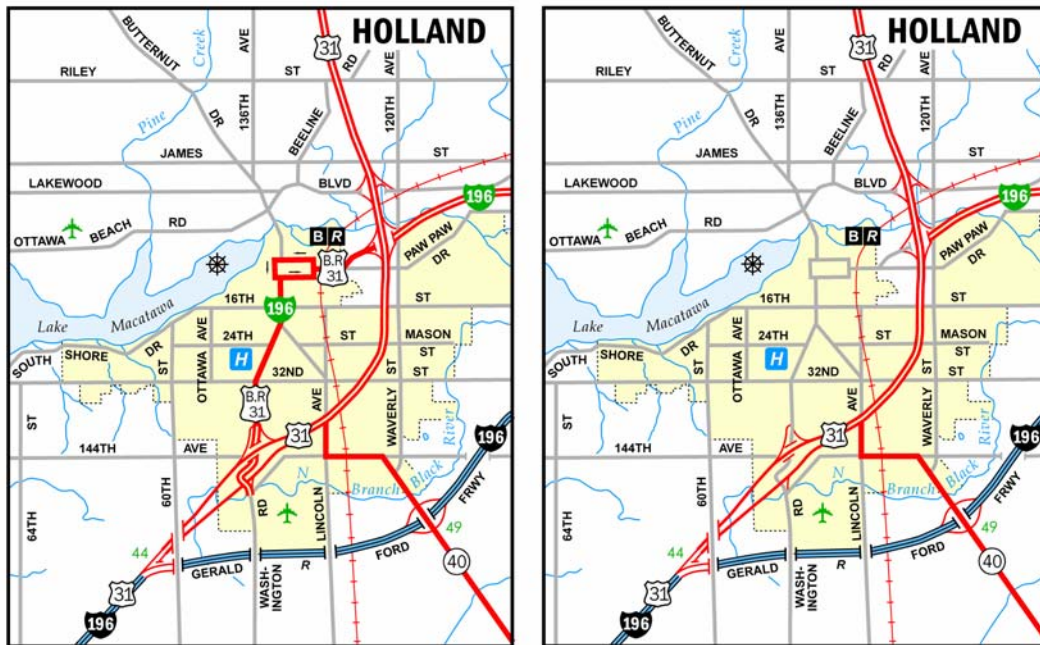 HOLLAND
BUTTERNUT
DR
Creek
Pine
AVE
136TH
31
RD
AVE
120TH
RILEY
ST
BEELINE
JAMES
ST
LAKEWOOD
BLVD
196
OTTAWA BEACH RD
B R
PAW PAW
DR
B.R
31
196
16TH
ST
Lake Macatawa
AVE
OTTAWA
24TH
ST
MASON
ST
SOUTH SHORE DR
ST
H
32ND
B.R
31
AVE
ST
WAVERLY
ST
31
River
Black
Branch
N
196
144TH
AVE
60TH
64TH
RD
LINCOLN
FRWY
49
44
GERALD R FORD
40
WASH-
INGTON
31
196
HOLLAND
BUTTERNUT
DR
Creek
Pine
AVE
136TH
31
RD
AVE
120TH
RILEY
ST
BEELINE
JAMES
ST
LAKEWOOD
BLVD
196
OTTAWA BEACH RD
B R
PAW PAW
DR
16TH
ST
Lake Macatawa
AVE
OTTAWA
24TH
ST
MASON
ST
SOUTH SHORE DR
ST
H
32ND
AVE
ST
WAVERLY
ST
31
River
Black
Branch
N
196
144TH
AVE
60TH
64TH
RD
LINCOLN
FRWY
49
44
GERALD R FORD
40
WASH-
INGTON
31
196